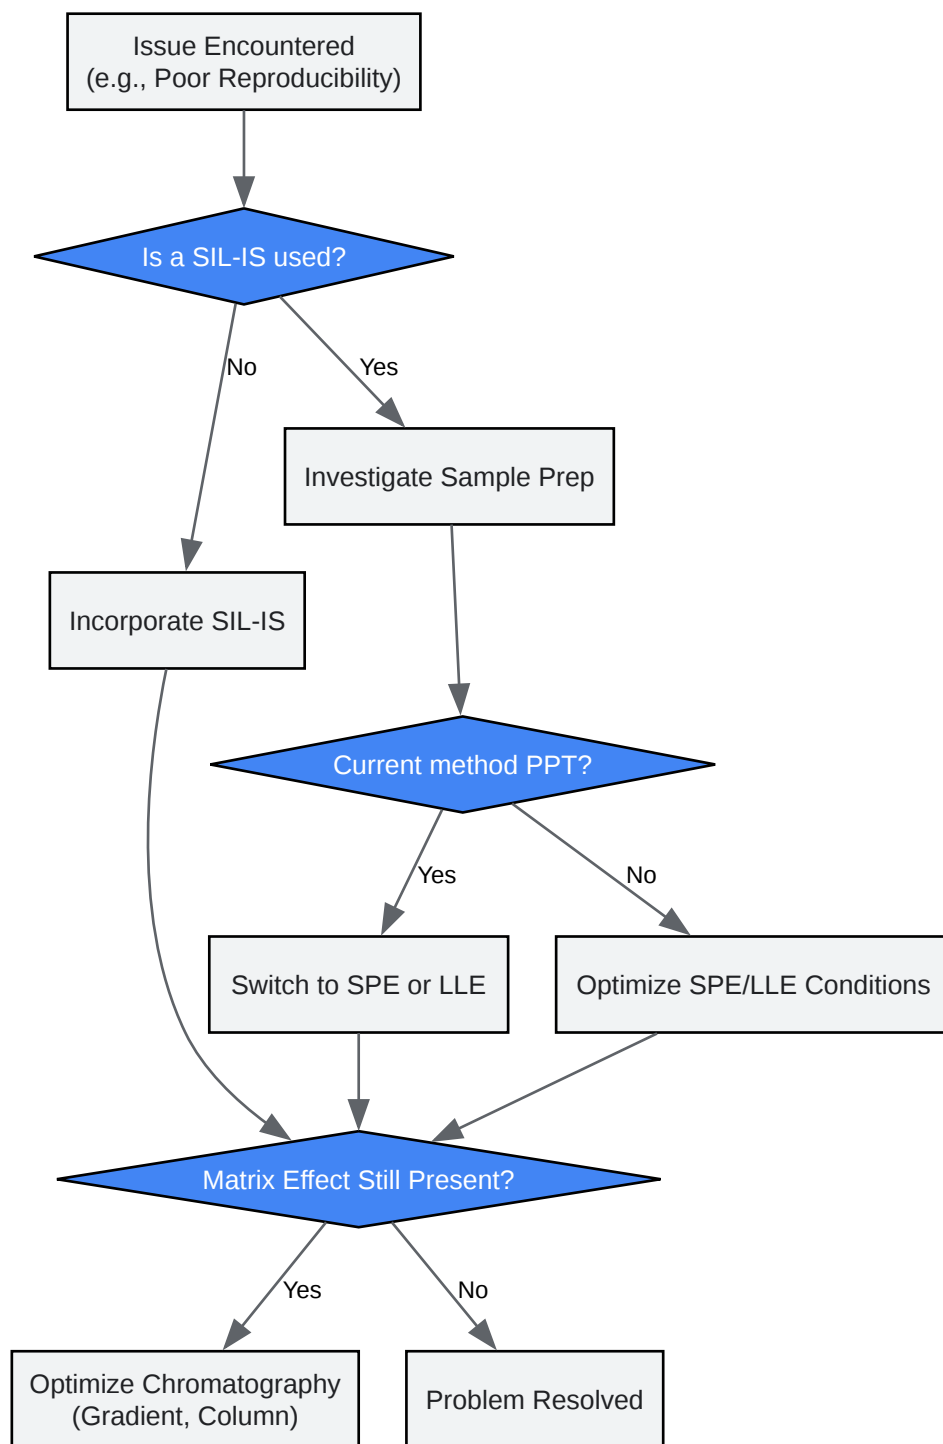 Issue Encountered
(e.g., Poor Reproducibility)
Is a SIL-IS used?
No
Yes
Investigate Sample Prep
Incorporate SIL-IS
Current method PPT?
Yes
No
Switch to SPE or LLE
Optimize SPE/LLE Conditions
Matrix Effect Still Present?
Yes
No
Optimize Chromatography
(Gradient, Column)
Problem Resolved